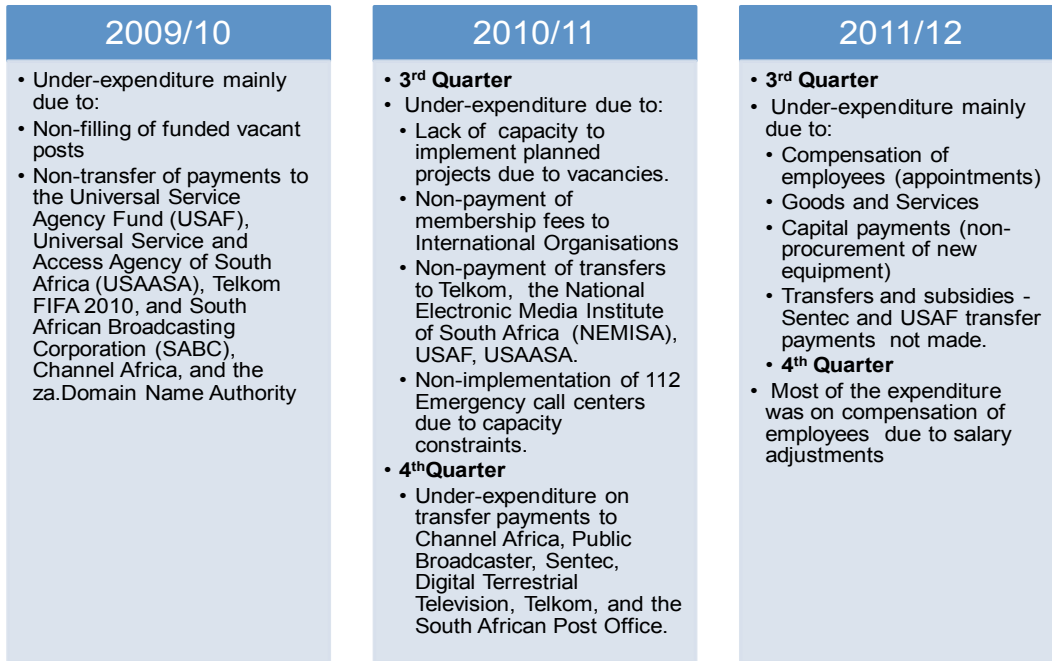 2009/10
• Under-expenditure mainly
due to:
• Non-filling of funded vacant
posts
• Non-transfer of payments to
the Universal Service
Agency Fund (USAF),
Universal Service and
Access Agency of South
Africa (USAASA), Telkom
FIFA 2010, and South
African Broadcasting
Corporation (SABC),
Channel Africa, and the
za.Domain Name Authority
2010/11
• 3rd Quarter
• Under-expenditure due to:
• Lack of capacity to
implement planned
projects due to vacancies.
• Non-payment of
membership fees to
International Organisations
• Non-payment of transfers
to Telkom, the National
Electronic Media Institute
of South Africa (NEMISA),
USAF, USAASA.
• Non-implementation of 112
Emergency call centers
due to capacity
constraints.
• 4thQuarter
• Under-expenditure on
transfer payments to
Channel Africa, Public
Broadcaster, Sentec,
Digital Terrestrial
Television, Telkom, and the
South African Post Office.
2011/12
• 3rd Quarter
• Under-expenditure mainly
due to:
• Compensation of
employees (appointments)
• Goods and Services
• Capital payments (non-
procurement of new
equipment)
• Transfers and subsidies -
Sentec and USAF transfer
payments not made.
• 4th Quarter
• Most of the expenditure
was on compensation of
employees due to salary
adjustments